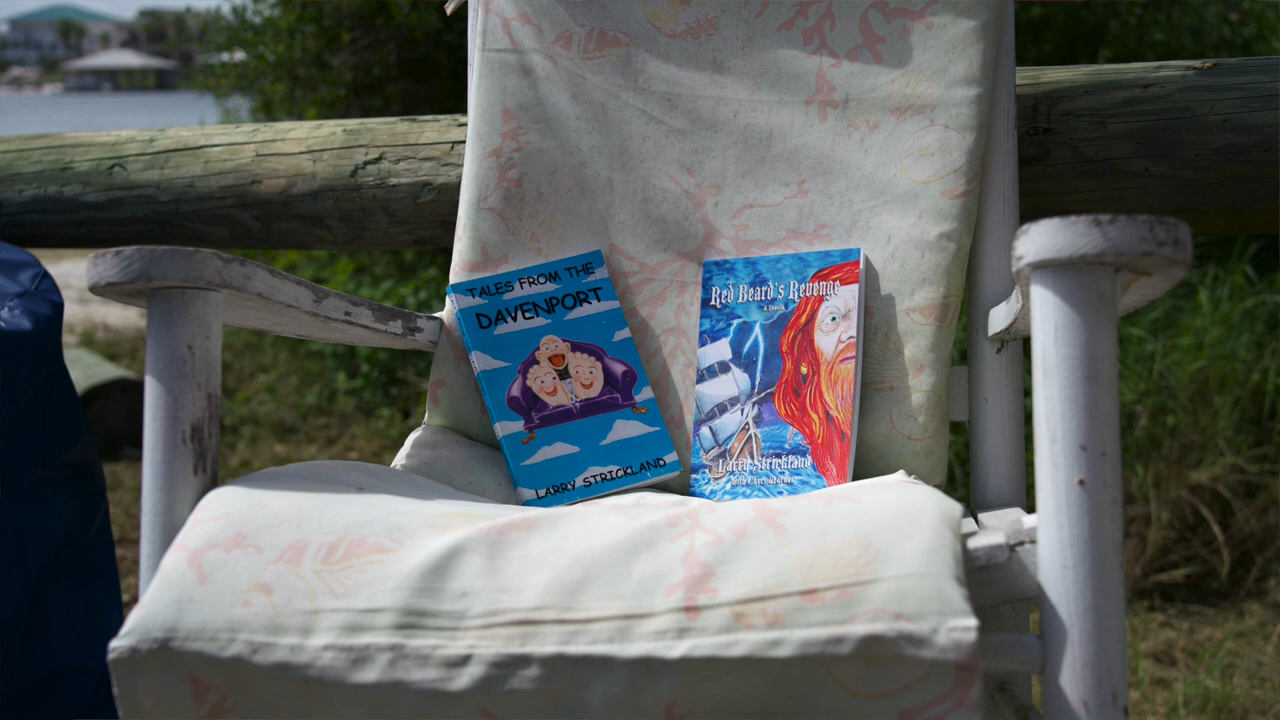 TALES FROM THE
DAVENPORT
LARRY STRICKLAND
Red Beard's Revenge
Larry Strickland